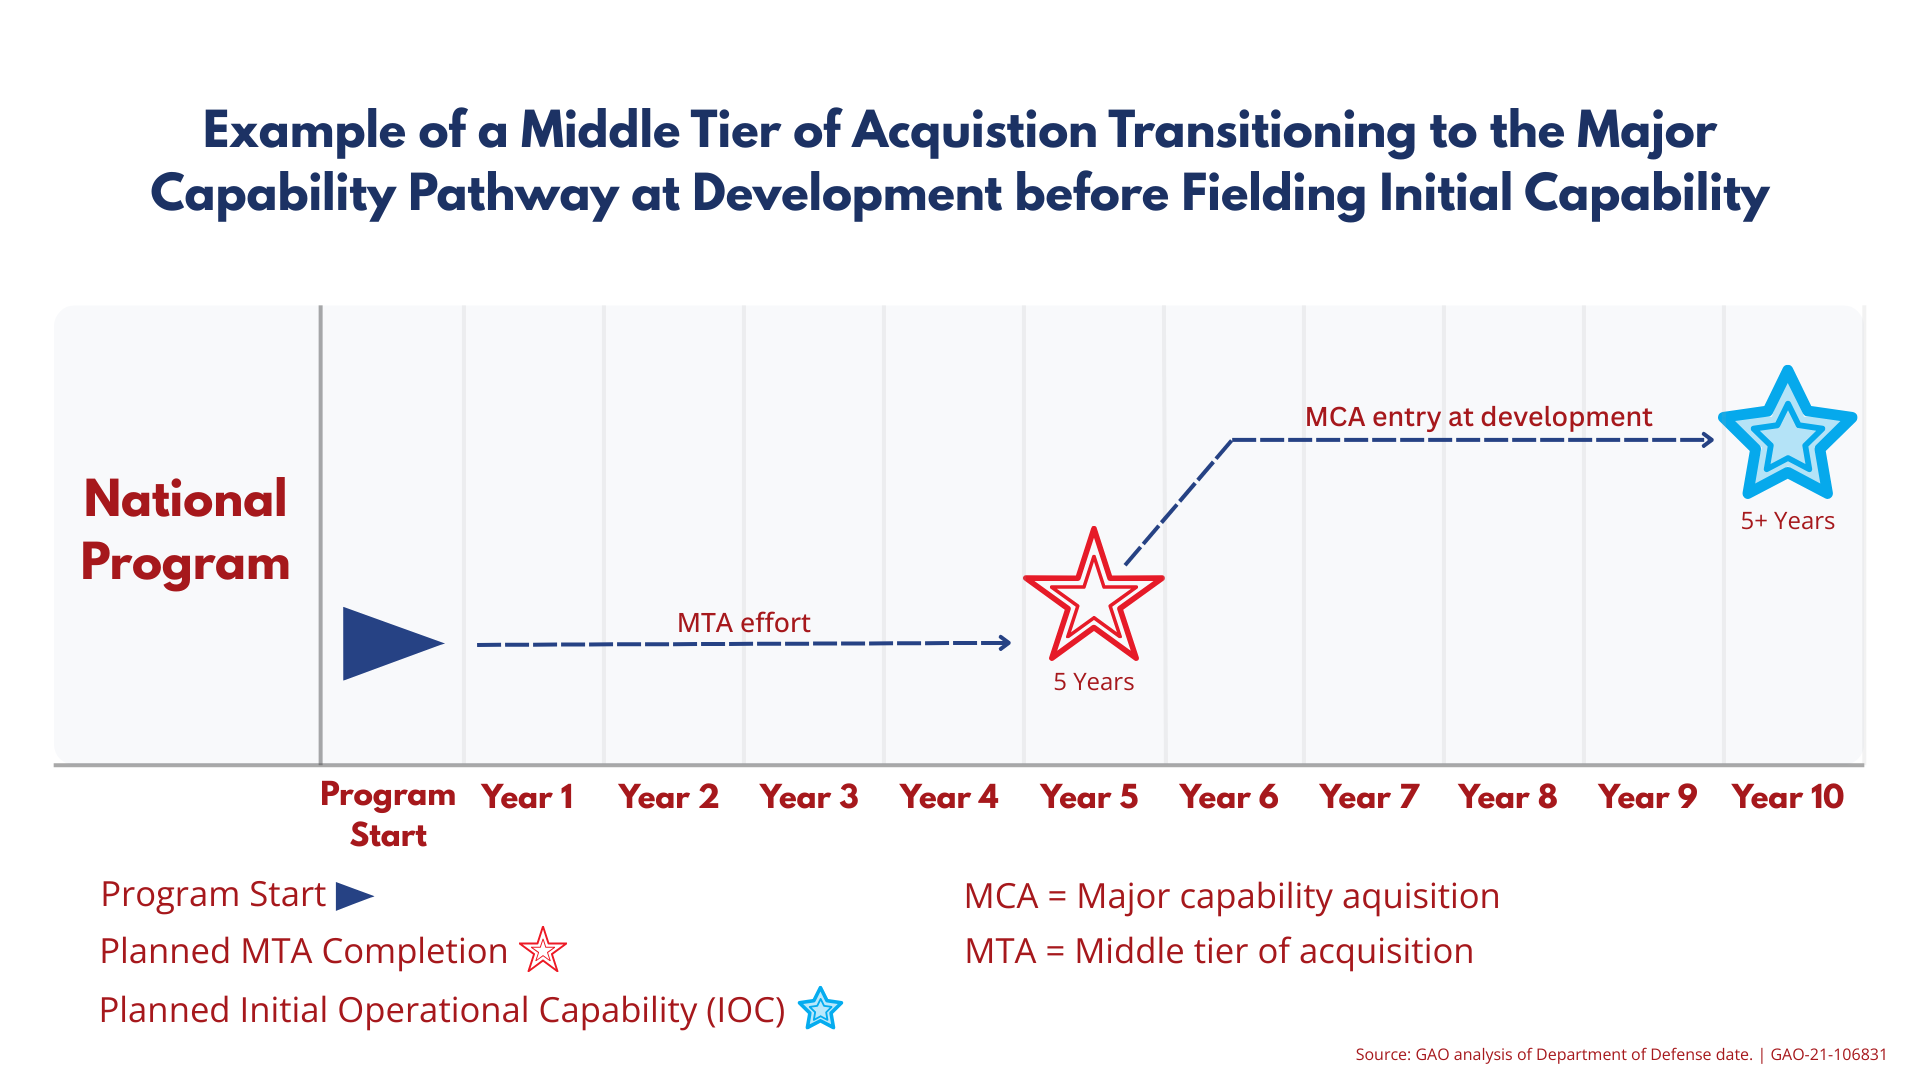 Example of a Middle Tier of Acquistion Transitioning to the Major
Capability Pathway at Development before Fielding Initial Capability
National
Program
MCA entry at development
5+ Years
MTA effort
5 Years
Program
Start
Year 1
Year 2
Year 3
Year 4
Year 5
Year 6
Year 7
Year 8
Year 9
Year 10
Program Start
Planned MTA Completion
Planned Initial Operational Capability (IOC)
MCA = Major capability aquisition
MTA = Middle tier of acquisition
Source: GAO analysis of Department of Defense date. | GAO-21-106831